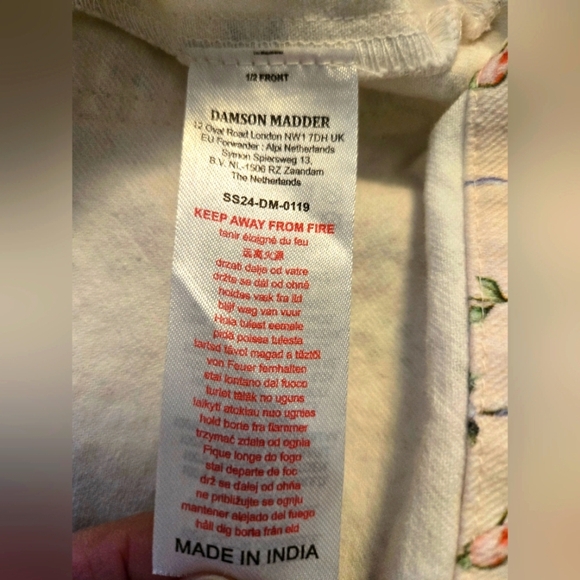 1/2 FRONT
DAMSON MADDER
12 Oval Road London NW1 7DH UK
EU Forwarder : Alpi Netherlands
Symon Spiersweg 13,
B.V. NL-1506 RZ Zaandam
The Netherlands
SS24-DM-0119
KEEP AWAY FROM FIRE
tenir éloigné du feu
遠離火源
drzati dalje od vatre
držte se dál od ohně
holdes væk fra ild
blijf weg van vuur
Hoia tulest eemale
pidä poissa tulesta
tartsd távol magad a tűztől
von Feuer fernhalten
stai lontano dal fuoco
turiet tālāk no uguns
laikyti atokiau nuo ugnies
hold borte fra flammer
trzymać zdala od ognia
Fique longe do fogo
stai departe de foc
drž sa ďalej od ohňa
ne približujte se ognju
mantener alejado del fuego
håll dig borta från eld
MADE IN INDIA